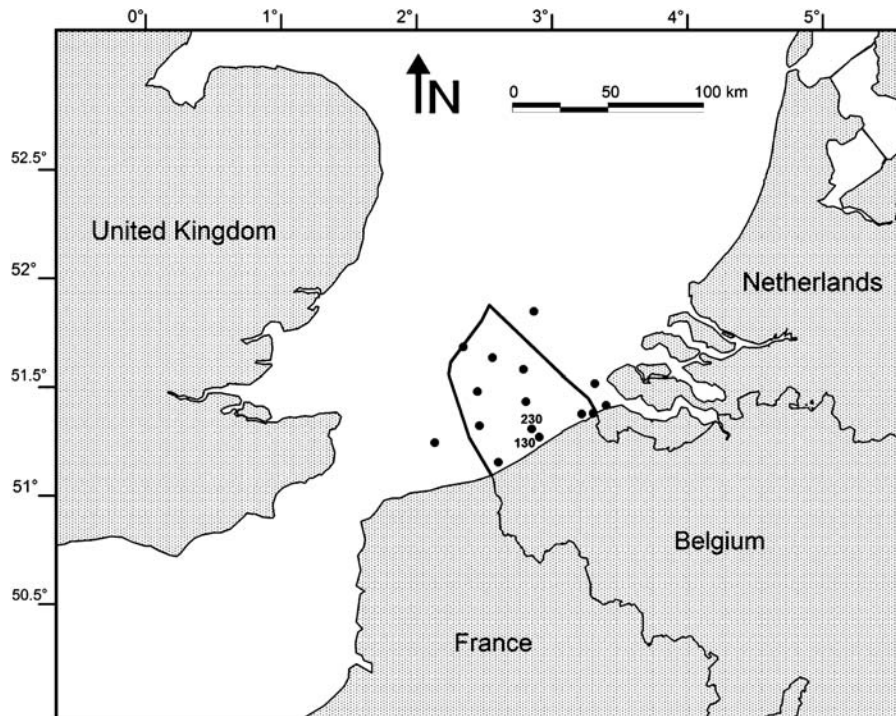 0° 1° 2° 3° 4° 5°
N
0 50 100 km
52.5°
United Kingdom
52°
Netherlands
51.5°
230
130
51°
Belgium
50.5°
France